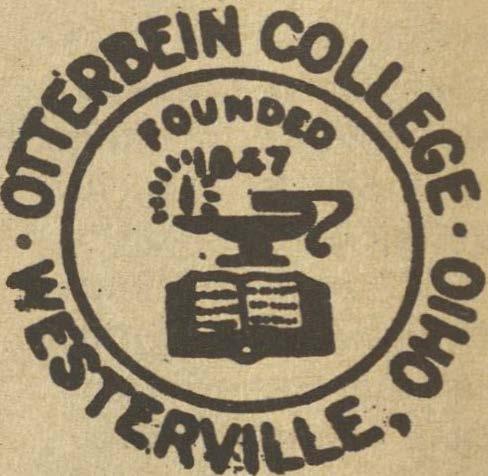 OTTERBEIN COLLEGE
FOUNDED
1847
· WESTERVILLE, OHIO ·